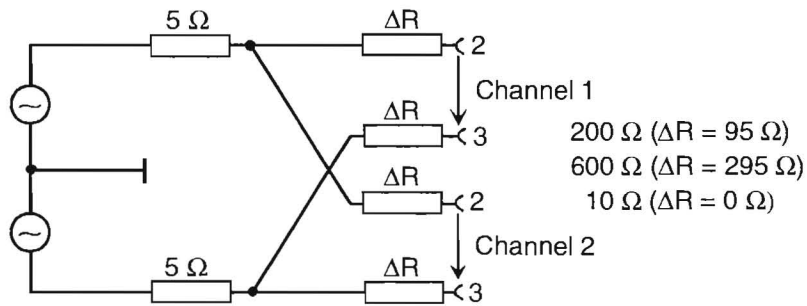 5 Ω
ΔR
2
Channel 1
ΔR
3
200 Ω (ΔR = 95 Ω)
600 Ω (ΔR = 295 Ω)
10 Ω (ΔR = 0 Ω)
ΔR
2
Channel 2
5 Ω
ΔR
3